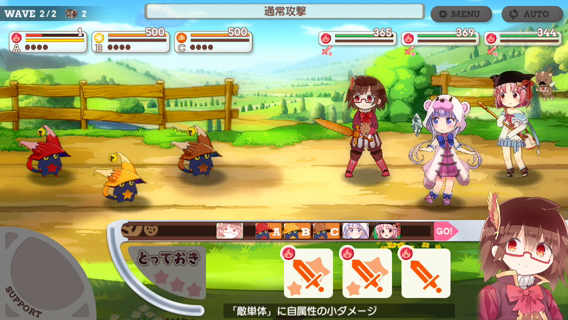 WAVE 2/2 2
通常攻撃
MENU
AUTO
1
A
500
B
500
C
365
369
344
A B C GO!
とっておき
SUPPORT
「敵単体」に自属性の小ダメージ